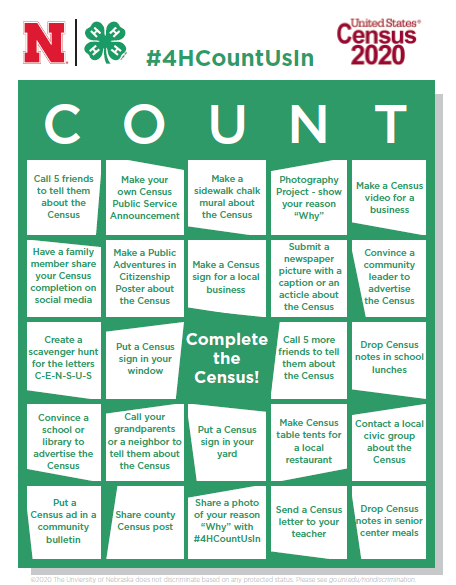 N
H H H H
#4HCountUsIn
United States®
Census
2020
C O U N T
Call 5 friends
to tell them
about the
Census
Make your
own Census
Public Service
Announcement
Make a
sidewalk chalk
mural about
the Census
Photography
Project - show
your reason
“Why”
Make a Census
video for a
business
Have a family
member share
your Census
completion on
social media
Make a Public
Adventures in
Citizenship
Poster about
the Census
Make a Census
sign for a local
business
Submit a
newspaper
picture with a
caption or an
acticle about
the Census
Convince a
community
leader to
advertise
the Census
Create a
scavenger hunt
for the letters
C-E-N-S-U-S
Put a Census
sign in your
window
Complete
the
Census!
Call 5 more
friends to tell
them about
the Census
Drop Census
notes in school
lunches
Convince a
school or
library to
advertise the
Census
Call your
grandparents
or a neighbor to
tell them about
the Census
Put a Census
sign in your
yard
Make Census
table tents for
a local
restaurant
Contact a local
civic group
about the
Census
Put a
Census ad in a
community
bulletin
Share county
Census post
Share a photo
of your reason
“Why” with
#4HCountUsIn
Send a Census
letter to your
teacher
Drop Census
notes in senior
center meals
©2020 The University of Nebraska does not discriminate based on any protected status. Please see go.unl.edu/nondiscrimination.